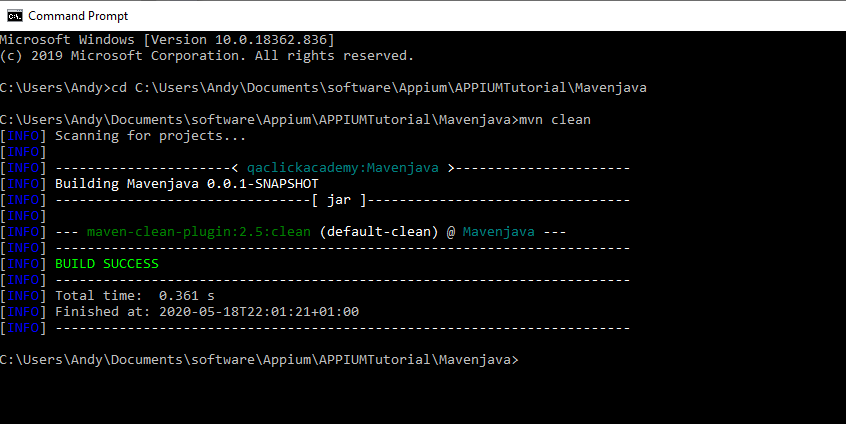 Command Prompt
Microsoft Windows [Version 10.0.18362.836]
(c) 2019 Microsoft Corporation. All rights reserved.
C:\Users\Andy>cd C:\Users\Andy\Documents\software\Appium\APPIUMTutorial\Mavenjava
C:\Users\Andy\Documents\software\Appium\APPIUMTutorial\Mavenjava>mvn clean
[INFO] Scanning for projects...
[INFO]
[INFO] ----------------------< qaclickacademy:Mavenjava >----------------------
[INFO] Building Mavenjava 0.0.1-SNAPSHOT
[INFO] --------------------------------[ jar ]---------------------------------
[INFO]
[INFO] --- maven-clean-plugin:2.5:clean (default-clean) @ Mavenjava ---
[INFO] ------------------------------------------------------------------------
[INFO] BUILD SUCCESS
[INFO] ------------------------------------------------------------------------
[INFO] Total time:  0.361 s
[INFO] Finished at: 2020-05-18T22:01:21+01:00
[INFO] ------------------------------------------------------------------------
C:\Users\Andy\Documents\software\Appium\APPIUMTutorial\Mavenjava>